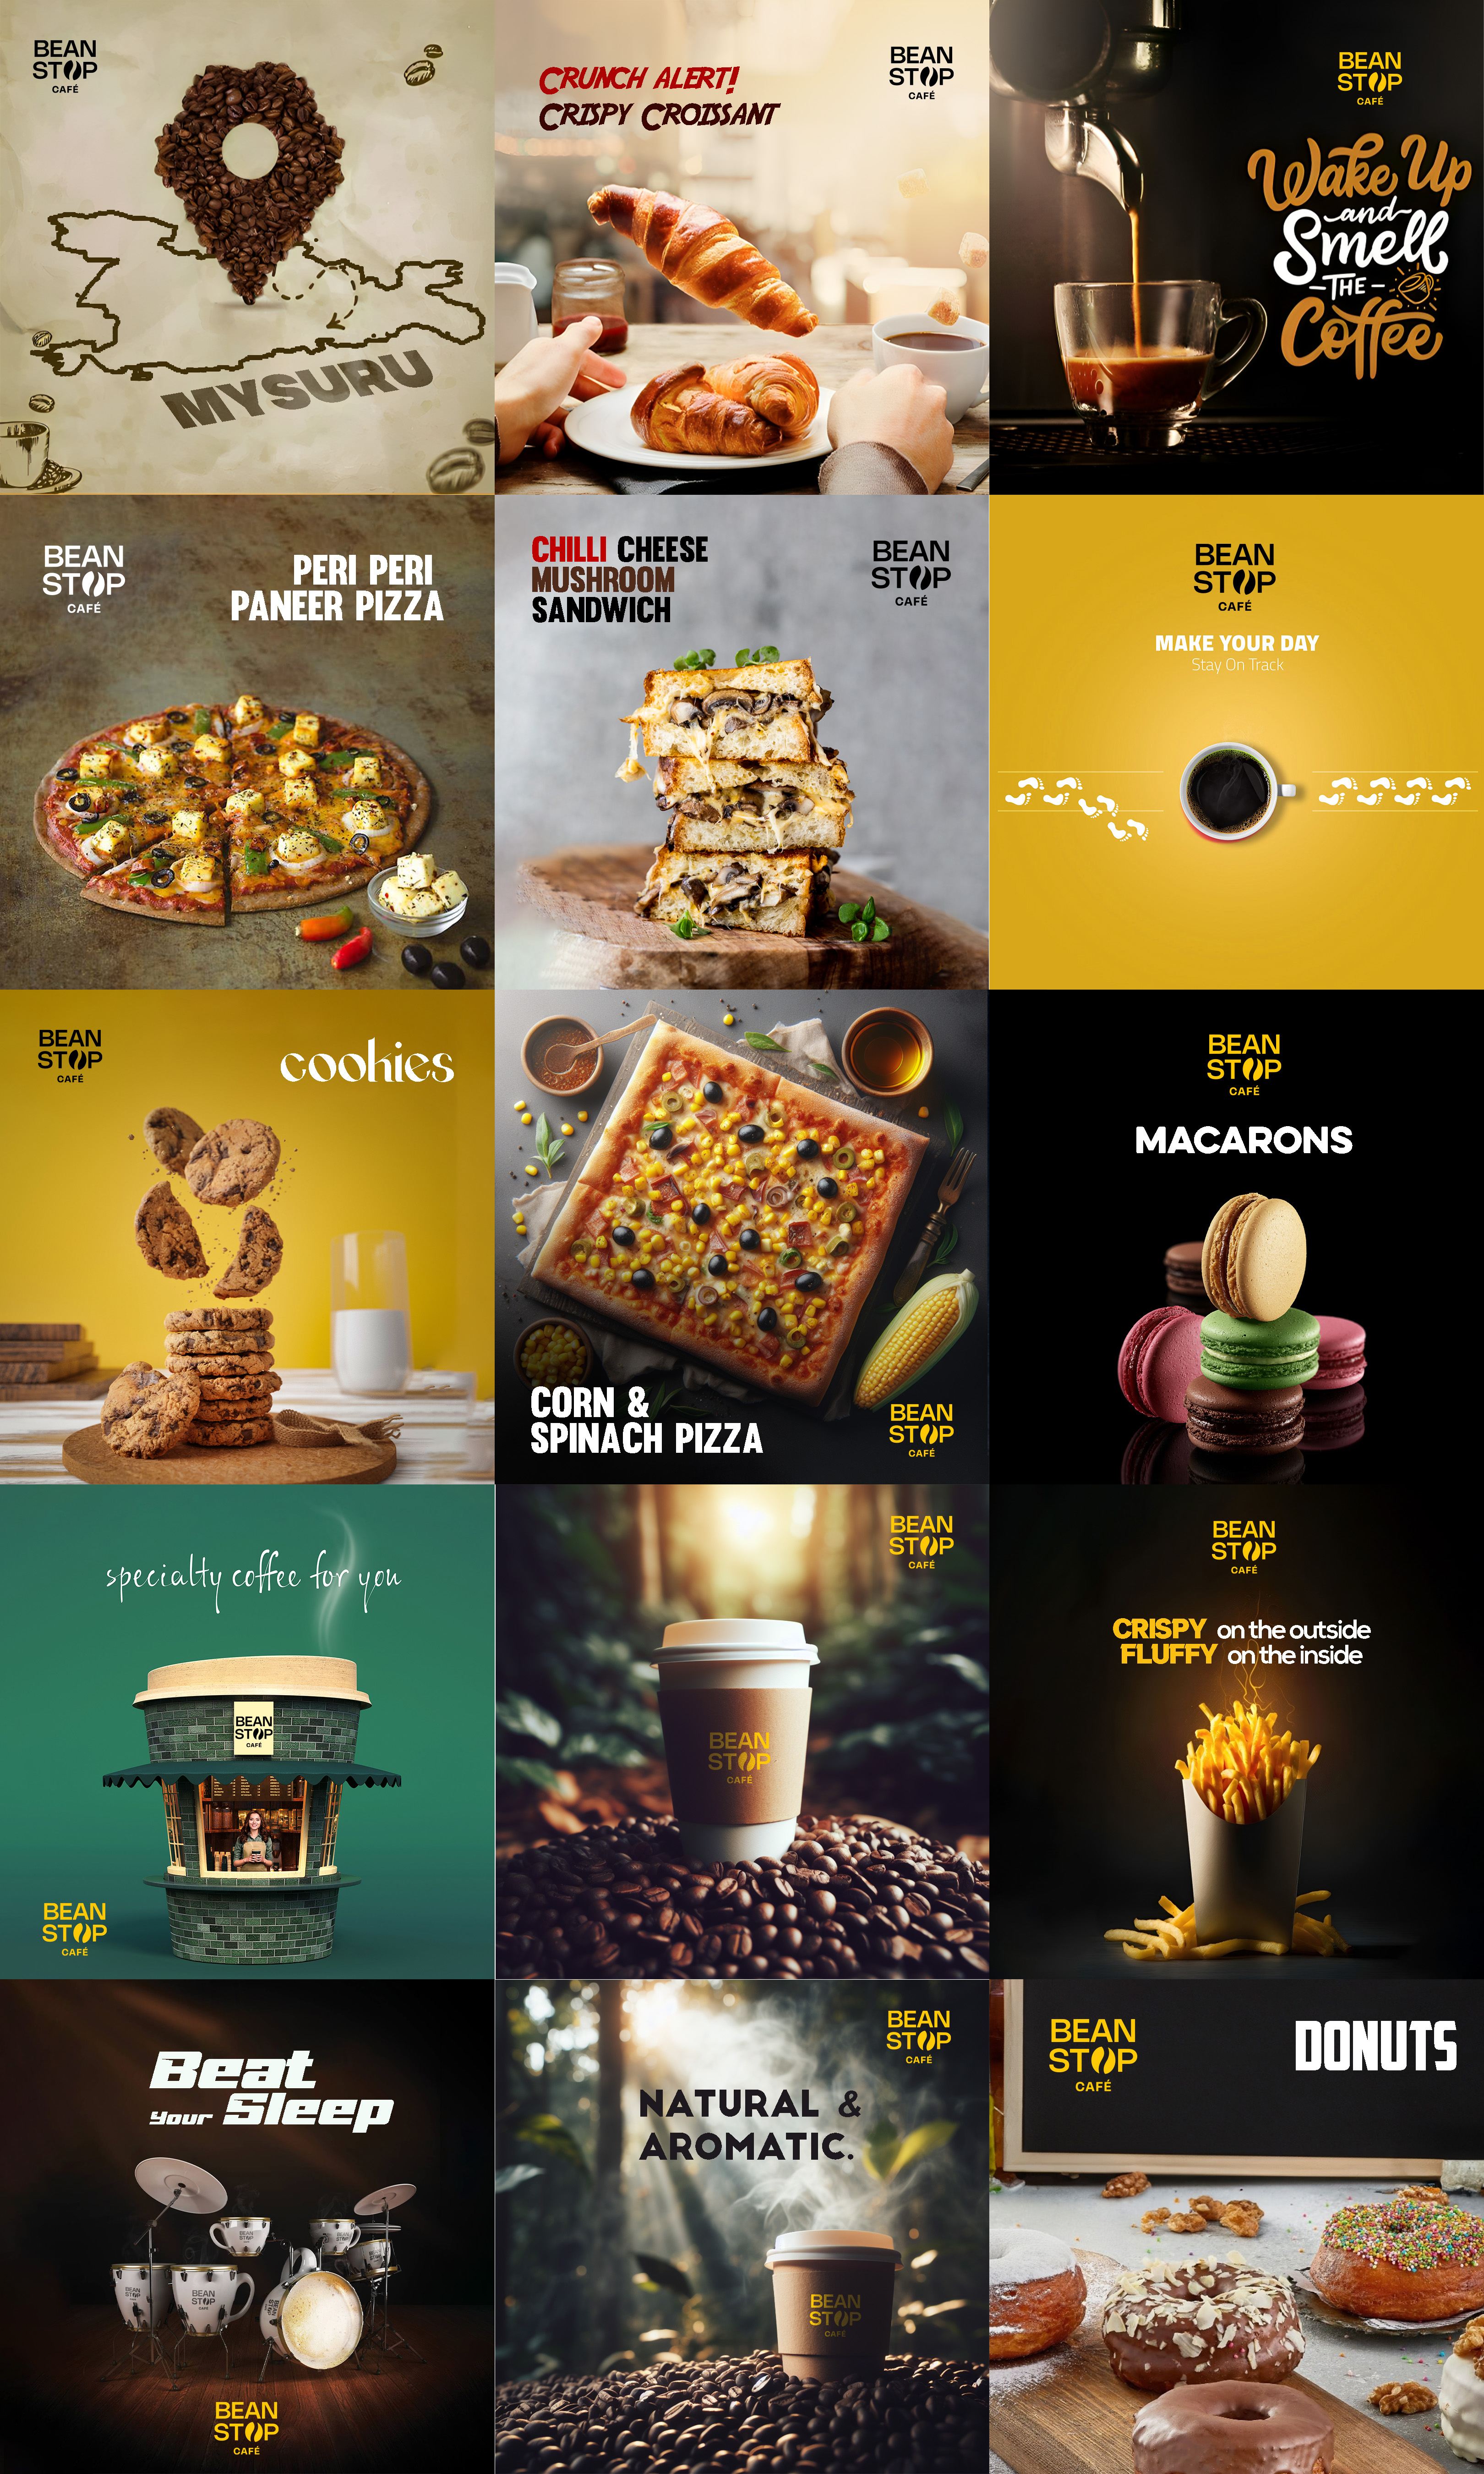 BEAN
STOP
CAFÉ
MYSURU
CRUNCH ALERT!
CRISPY CROISSANT
BEAN
STOP
CAFÉ
BEAN
STOP
CAFÉ
Wake Up
and
Smell
THE
Coffee
BEAN
STOP
CAFÉ
PERI PERI
PANEER PIZZA
CHILLI CHEESE
MUSHROOM
SANDWICH
BEAN
STOP
CAFÉ
BEAN
STOP
CAFÉ
MAKE YOUR DAY
Stay On Track
BEAN
STOP
CAFÉ
cookies
CORN &
SPINACH PIZZA
BEAN
STOP
CAFÉ
BEAN
STOP
CAFÉ
MACARONS
specialty coffee for you
BEAN
STOP
CAFÉ
BEAN
STOP
CAFÉ
BEAN
STOP
CAFÉ
BEAN
STOP
CAFÉ
BEAN
STOP
CAFÉ
CRISPY on the outside
FLUFFY on the inside
Beat
your Sleep
BEAN
STOP
CAFÉ
BEAN
STOP
CAFÉ
BEAN
STOP
CAFÉ
NATURAL &
AROMATIC.
BEAN
STOP
CAFÉ
BEAN
STOP
CAFÉ
DONUTS